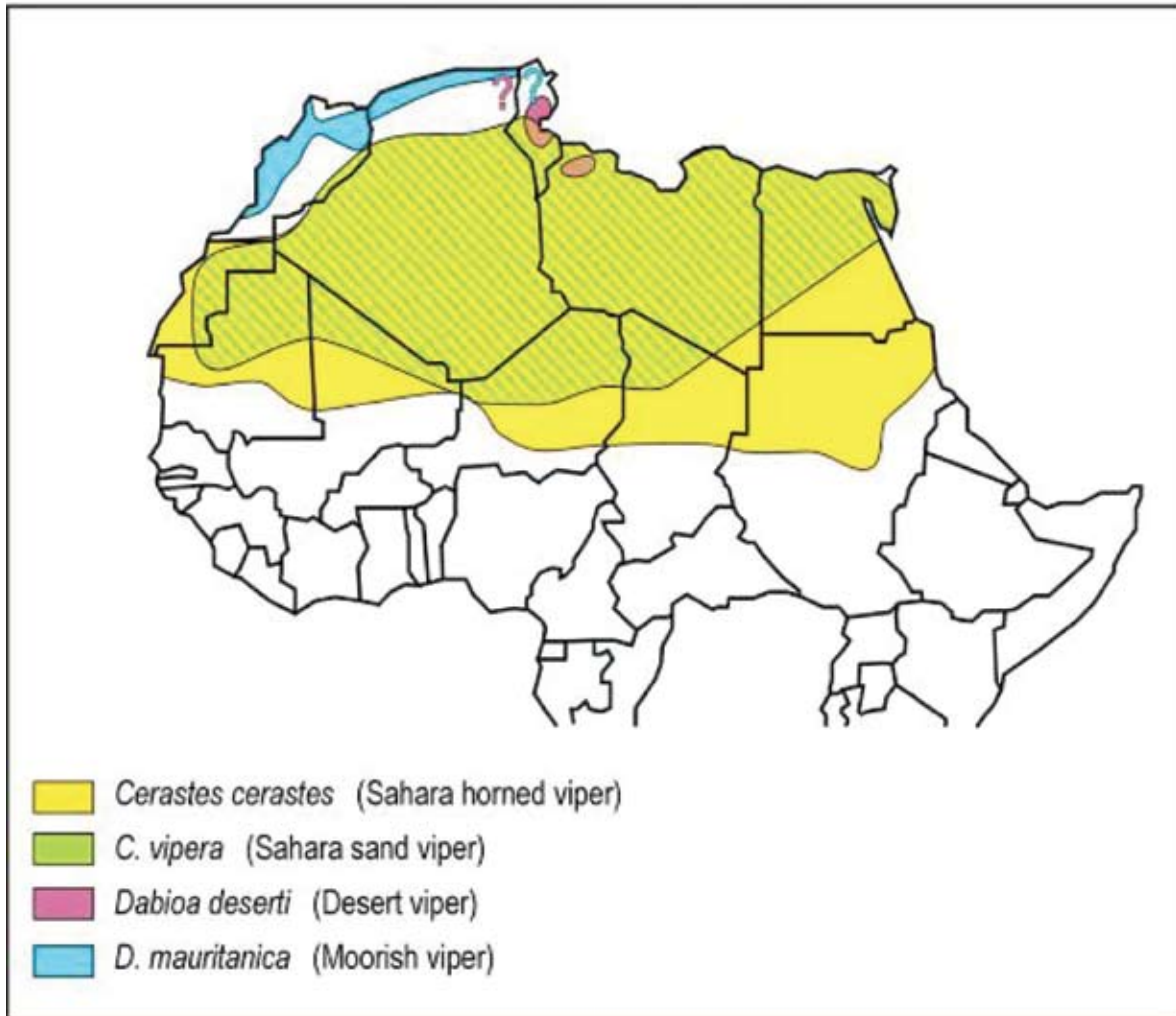 ? ?
Cerastes cerastes (Sahara horned viper)
C. vipera (Sahara sand viper)
Dabioa deserti (Desert viper)
D. mauritanica (Moorish viper)